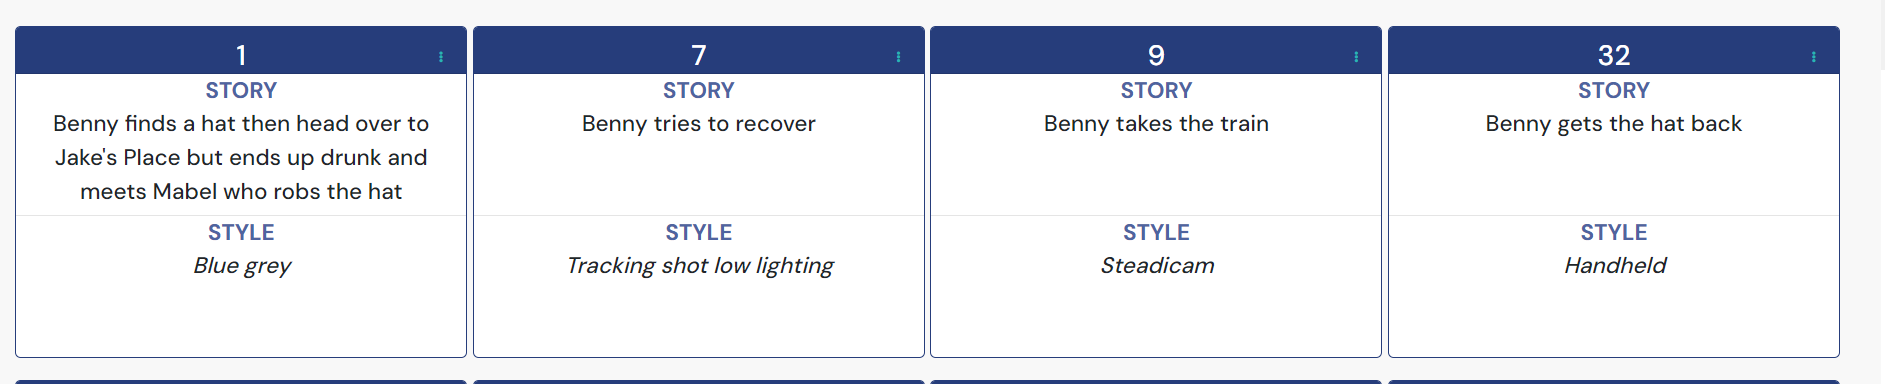 1
STORY
Benny finds a hat then head over to
Jake's Place but ends up drunk and
meets Mabel who robs the hat
STYLE
Blue grey
7
STORY
Benny tries to recover
STYLE
Tracking shot low lighting
9
STORY
Benny takes the train
STYLE
Steadicam
32
STORY
Benny gets the hat back
STYLE
Handheld